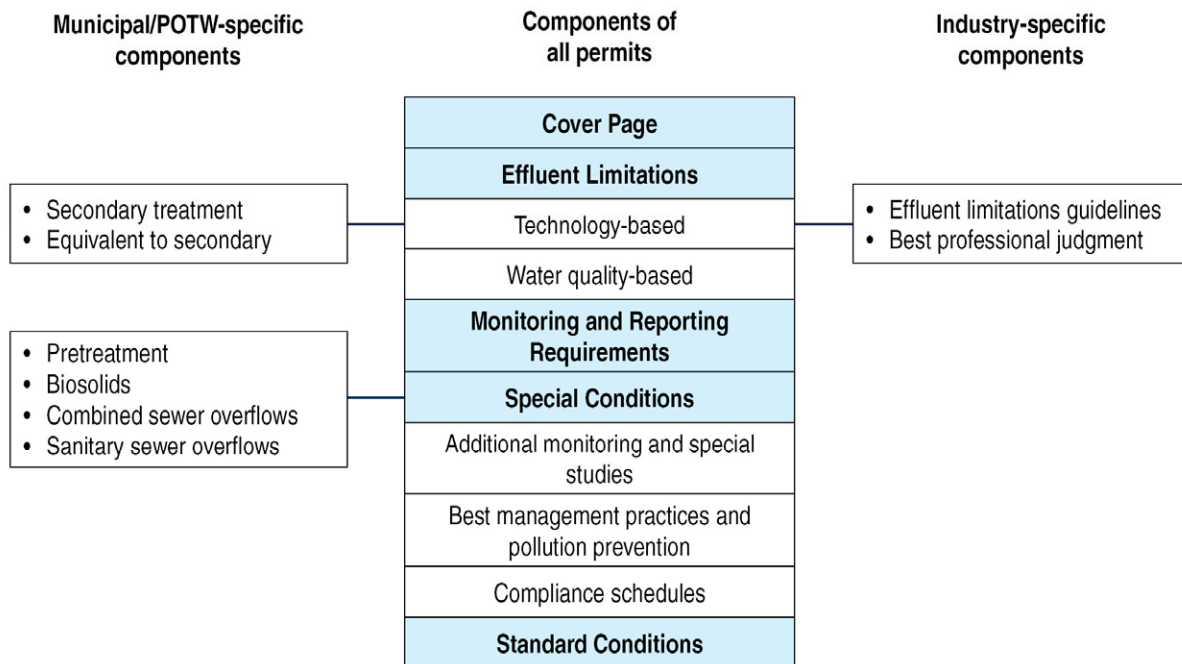 Municipal/POTW-specific
components
Components of
all permits
Industry-specific
components
Cover Page
Effluent Limitations
• Secondary treatment
• Equivalent to secondary
Technology-based
• Effluent limitations guidelines
• Best professional judgment
Water quality-based
Monitoring and Reporting
Requirements
• Pretreatment
• Biosolids
• Combined sewer overflows
• Sanitary sewer overflows
Special Conditions
Additional monitoring and special
studies
Best management practices and
pollution prevention
Compliance schedules
Standard Conditions